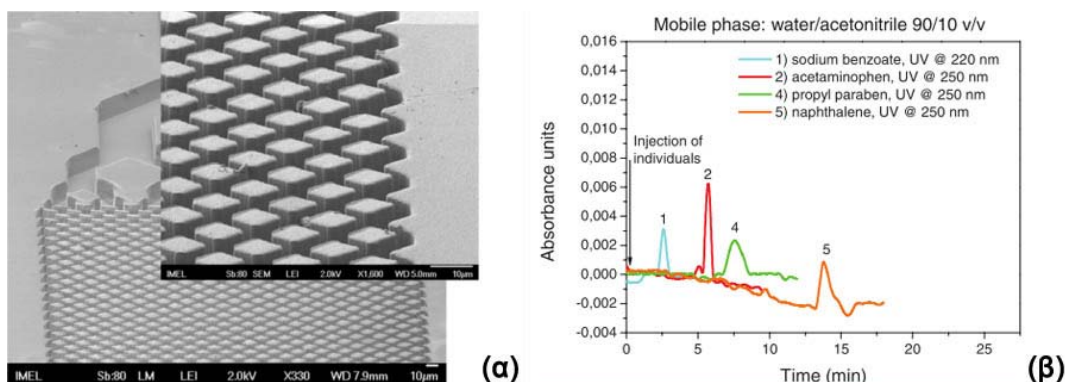 IMEL Sb:80 SEM LEI 2.0kV X1,600 WD 5.0mm 10μm
IMEL Sb:80 LM LEI 2.0kV X330 WD 7.9mm 10μm
(α)
Mobile phase: water/acetonitrile 90/10 v/v
0,016
0,014
0,012
0,010
0,008
0,006
0,004
0,002
0,000
-0,002
-0,004
Absorbance units
1) sodium benzoate, UV @ 220 nm
2) acetaminophen, UV @ 250 nm
4) propyl paraben, UV @ 250 nm
5) naphthalene, UV @ 250 nm
Injection of
individuals
1
2
4
5
0 5 10 15 20 25
Time (min)
(β)